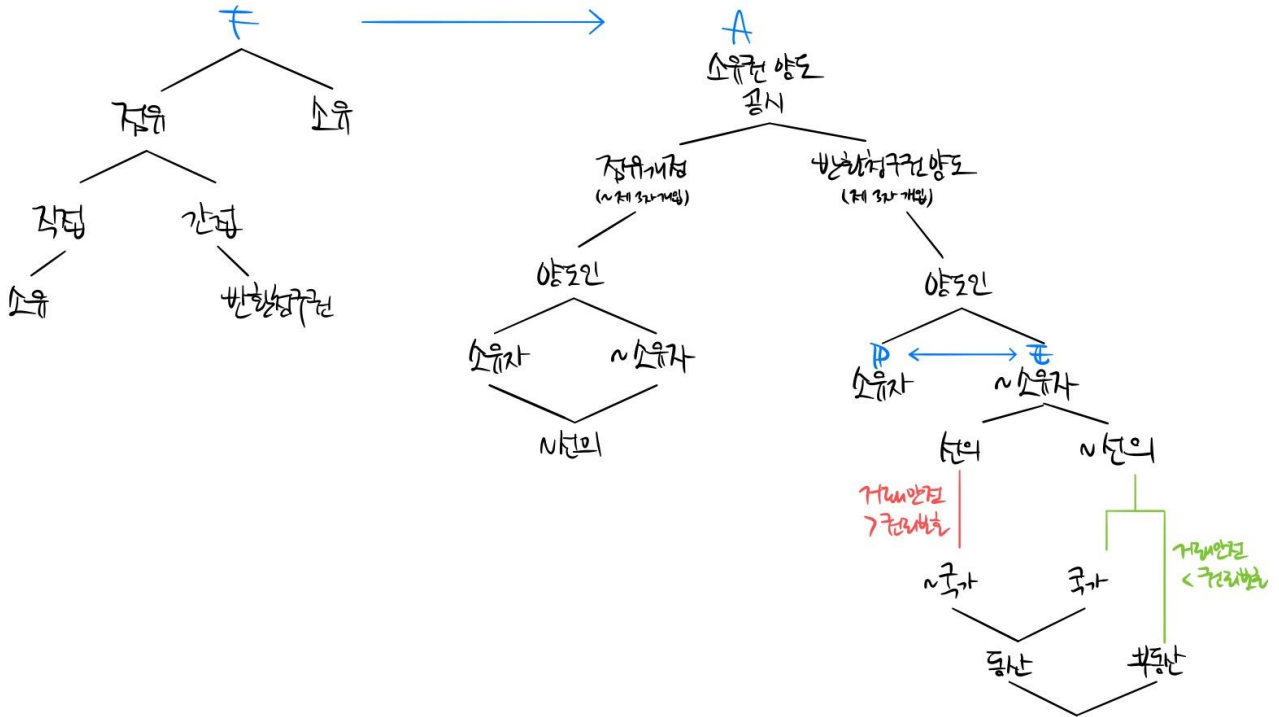 F
A
점유
소유
직접
간접
소유
반환청구권
소유권 양도
공시
점유개정
(~제 3자 개입)
반환청구권 양도
(제 3자 개입)
양도인
소유자
~소유자
~선의
양도인
P
E
소유자
~소유자
선의
~선의
거래안전
> 권리보호
거래안전
< 권리보호
~국가
국가
동산
부동산